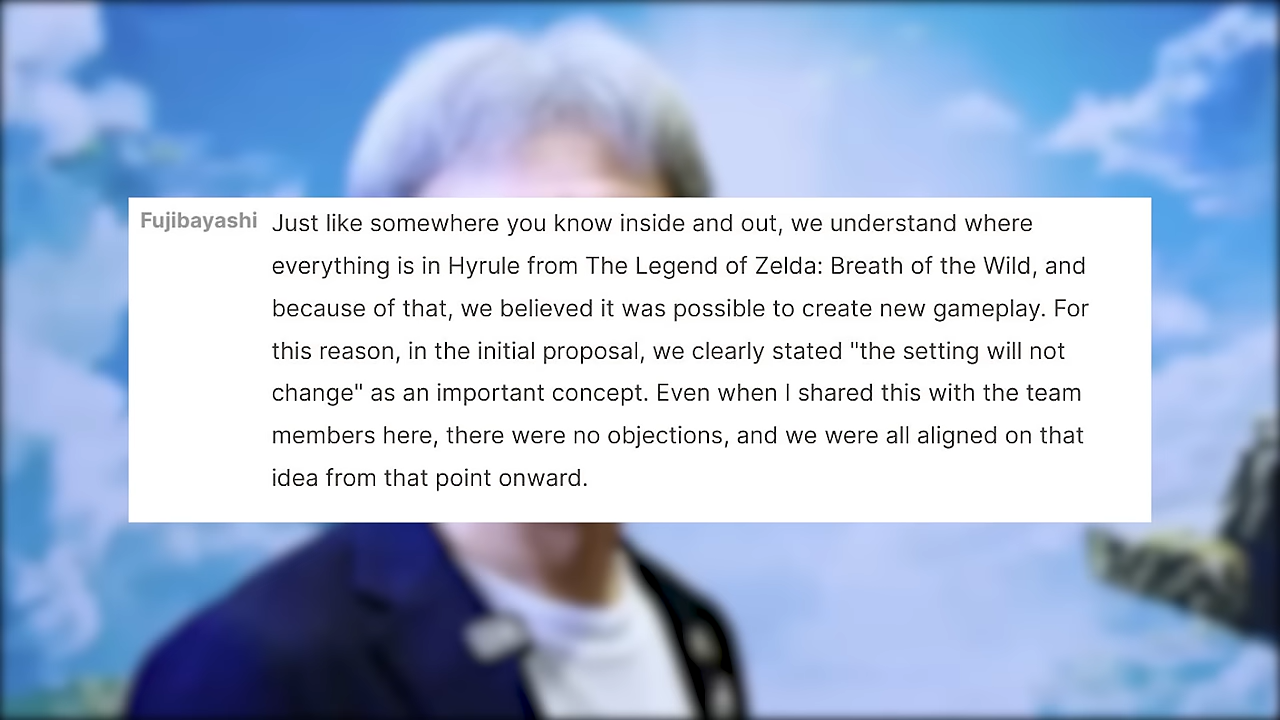 Fujibayashi Just like somewhere you know inside and out, we understand where
everything is in Hyrule from The Legend of Zelda: Breath of the Wild, and
because of that, we believed it was possible to create new gameplay. For
this reason, in the initial proposal, we clearly stated "the setting will not
change" as an important concept. Even when I shared this with the team
members here, there were no objections, and we were all aligned on that
idea from that point onward.